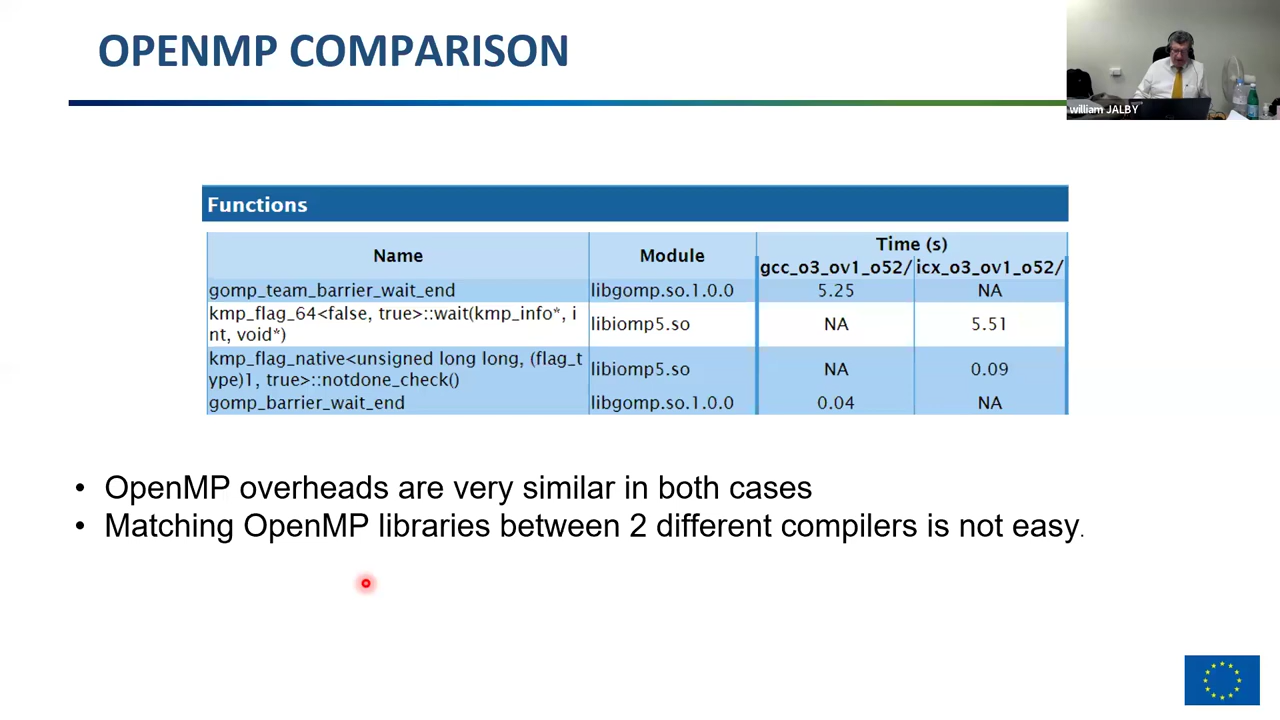 OPENMP COMPARISON
william JALBY
Functions
Name Module Time (s)
gcc_o3_ov1_o52/ icx_o3_ov1_o52/
gomp_team_barrier_wait_end libgomp.so.1.0.0 5.25 NA
kmp_flag_64<false, true>::wait(kmp_info*, i
nt, void*) libiomp5.so NA 5.51
kmp_flag_native<unsigned long long, (flag_t
ype)1, true>::notdone_check() libiomp5.so NA 0.09
gomp_barrier_wait_end libgomp.so.1.0.0 0.04 NA
• OpenMP overheads are very similar in both cases
• Matching OpenMP libraries between 2 different compilers is not easy.